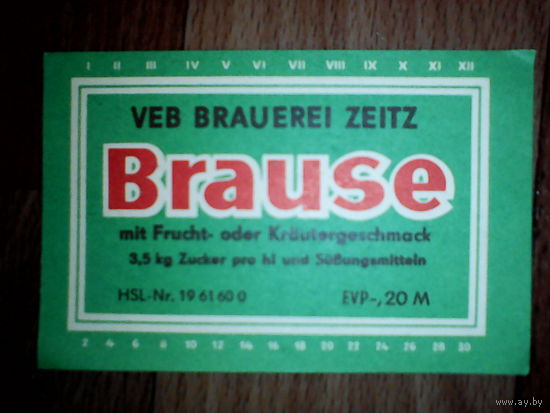 I II III IV V VI VII VIII IX X XI XII
VEB BRAUEREI ZEITZ
Brause
mit Frucht- oder Kräutergeschmack
3,5 kg Zucker pro hl und Süßungsmitteln
HSL-Nr. 19 61 60 0 EVP-,20 M
2 4 6 8 10 12 14 16 18 20 22 24 26 28 30
www.ay.by